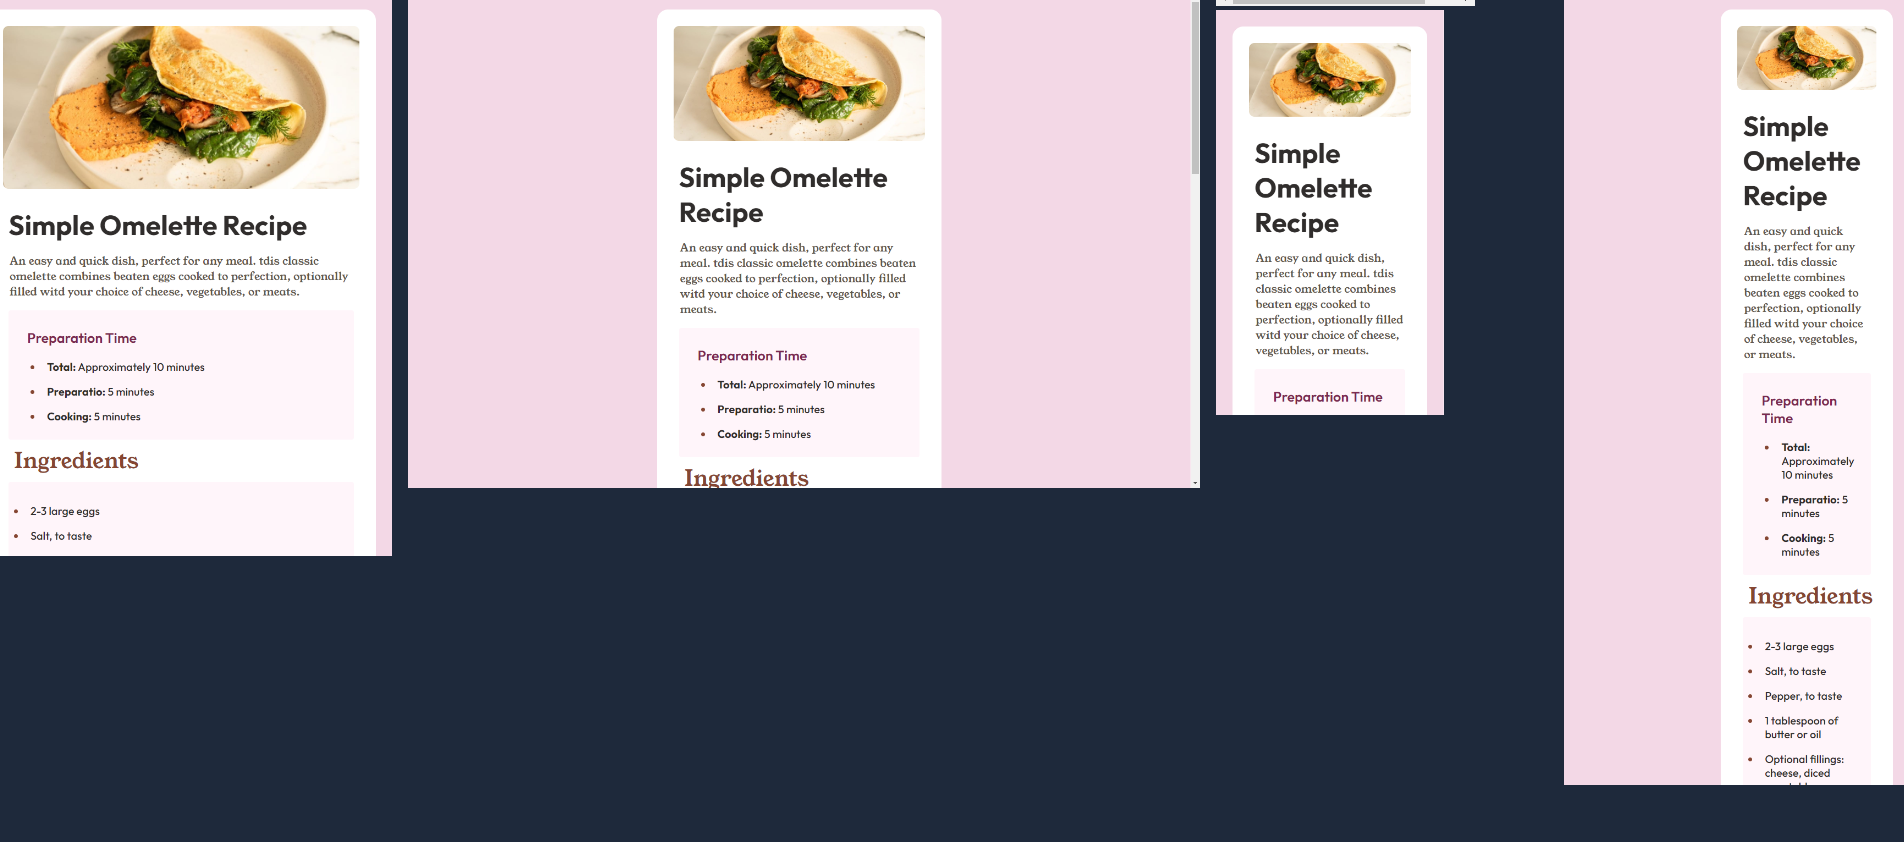 Simple Omelette Recipe
An easy and quick dish, perfect for any meal. tdis classic
omelette combines beaten eggs cooked to perfection, optionally
filled witd your choice of cheese, vegetables, or meats.
Preparation Time
Total: Approximately 10 minutes
Preparatio: 5 minutes
Cooking: 5 minutes
Ingredients
2-3 large eggs
Salt, to taste
Simple Omelette
Recipe
An easy and quick dish, perfect for any
meal. tdis classic omelette combines beaten
eggs cooked to perfection, optionally filled
witd your choice of cheese, vegetables, or
meats.
Preparation Time
Total: Approximately 10 minutes
Preparatio: 5 minutes
Cooking: 5 minutes
Ingredients
Simple
Omelette
Recipe
An easy and quick dish,
perfect for any meal. tdis
classic omelette combines
beaten eggs cooked to
perfection, optionally filled
witd your choice of cheese,
vegetables, or meats.
Preparation Time
Simple
Omelette
Recipe
An easy and quick
dish, perfect for any
meal. tdis classic
omelette combines
beaten eggs cooked to
perfection, optionally
filled witd your choice
of cheese, vegetables,
or meats.
Preparation
Time
Total:
Approximately
10 minutes
Preparatio: 5
minutes
Cooking: 5
minutes
Ingredients
2-3 large eggs
Salt, to taste
Pepper, to taste
1 tablespoon of
butter or oil
Optional fillings:
cheese, diced